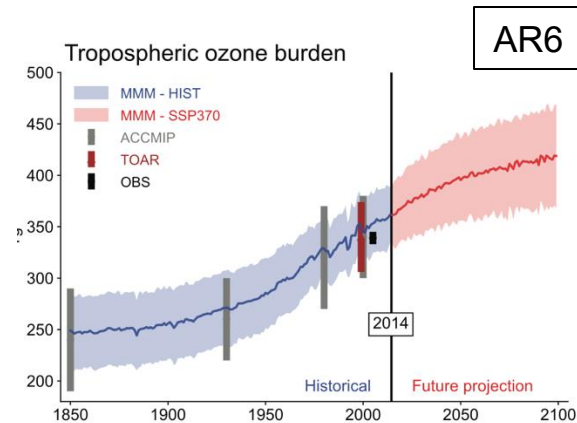 AR6
Tropospheric ozone burden
500
MMM - HIST
MMM - SSP370
450
ACCMIP
TOAR
400
OBS
350
300
2014
250
200
Historical
Future projection
1850
1900
1950
2000
2050
2100